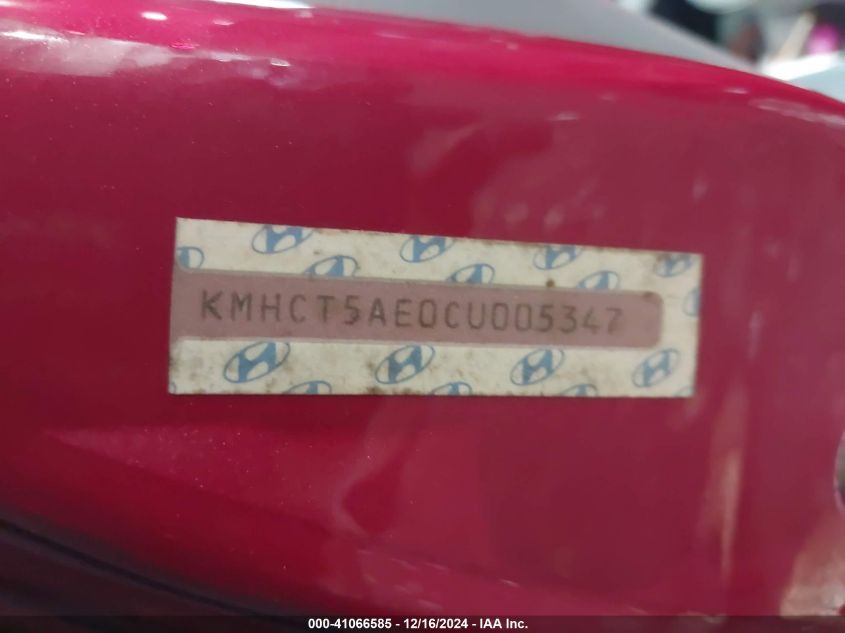 KMHCT5AE0CU005347
000-41066585 - 12/16/2024 - IAA Inc.